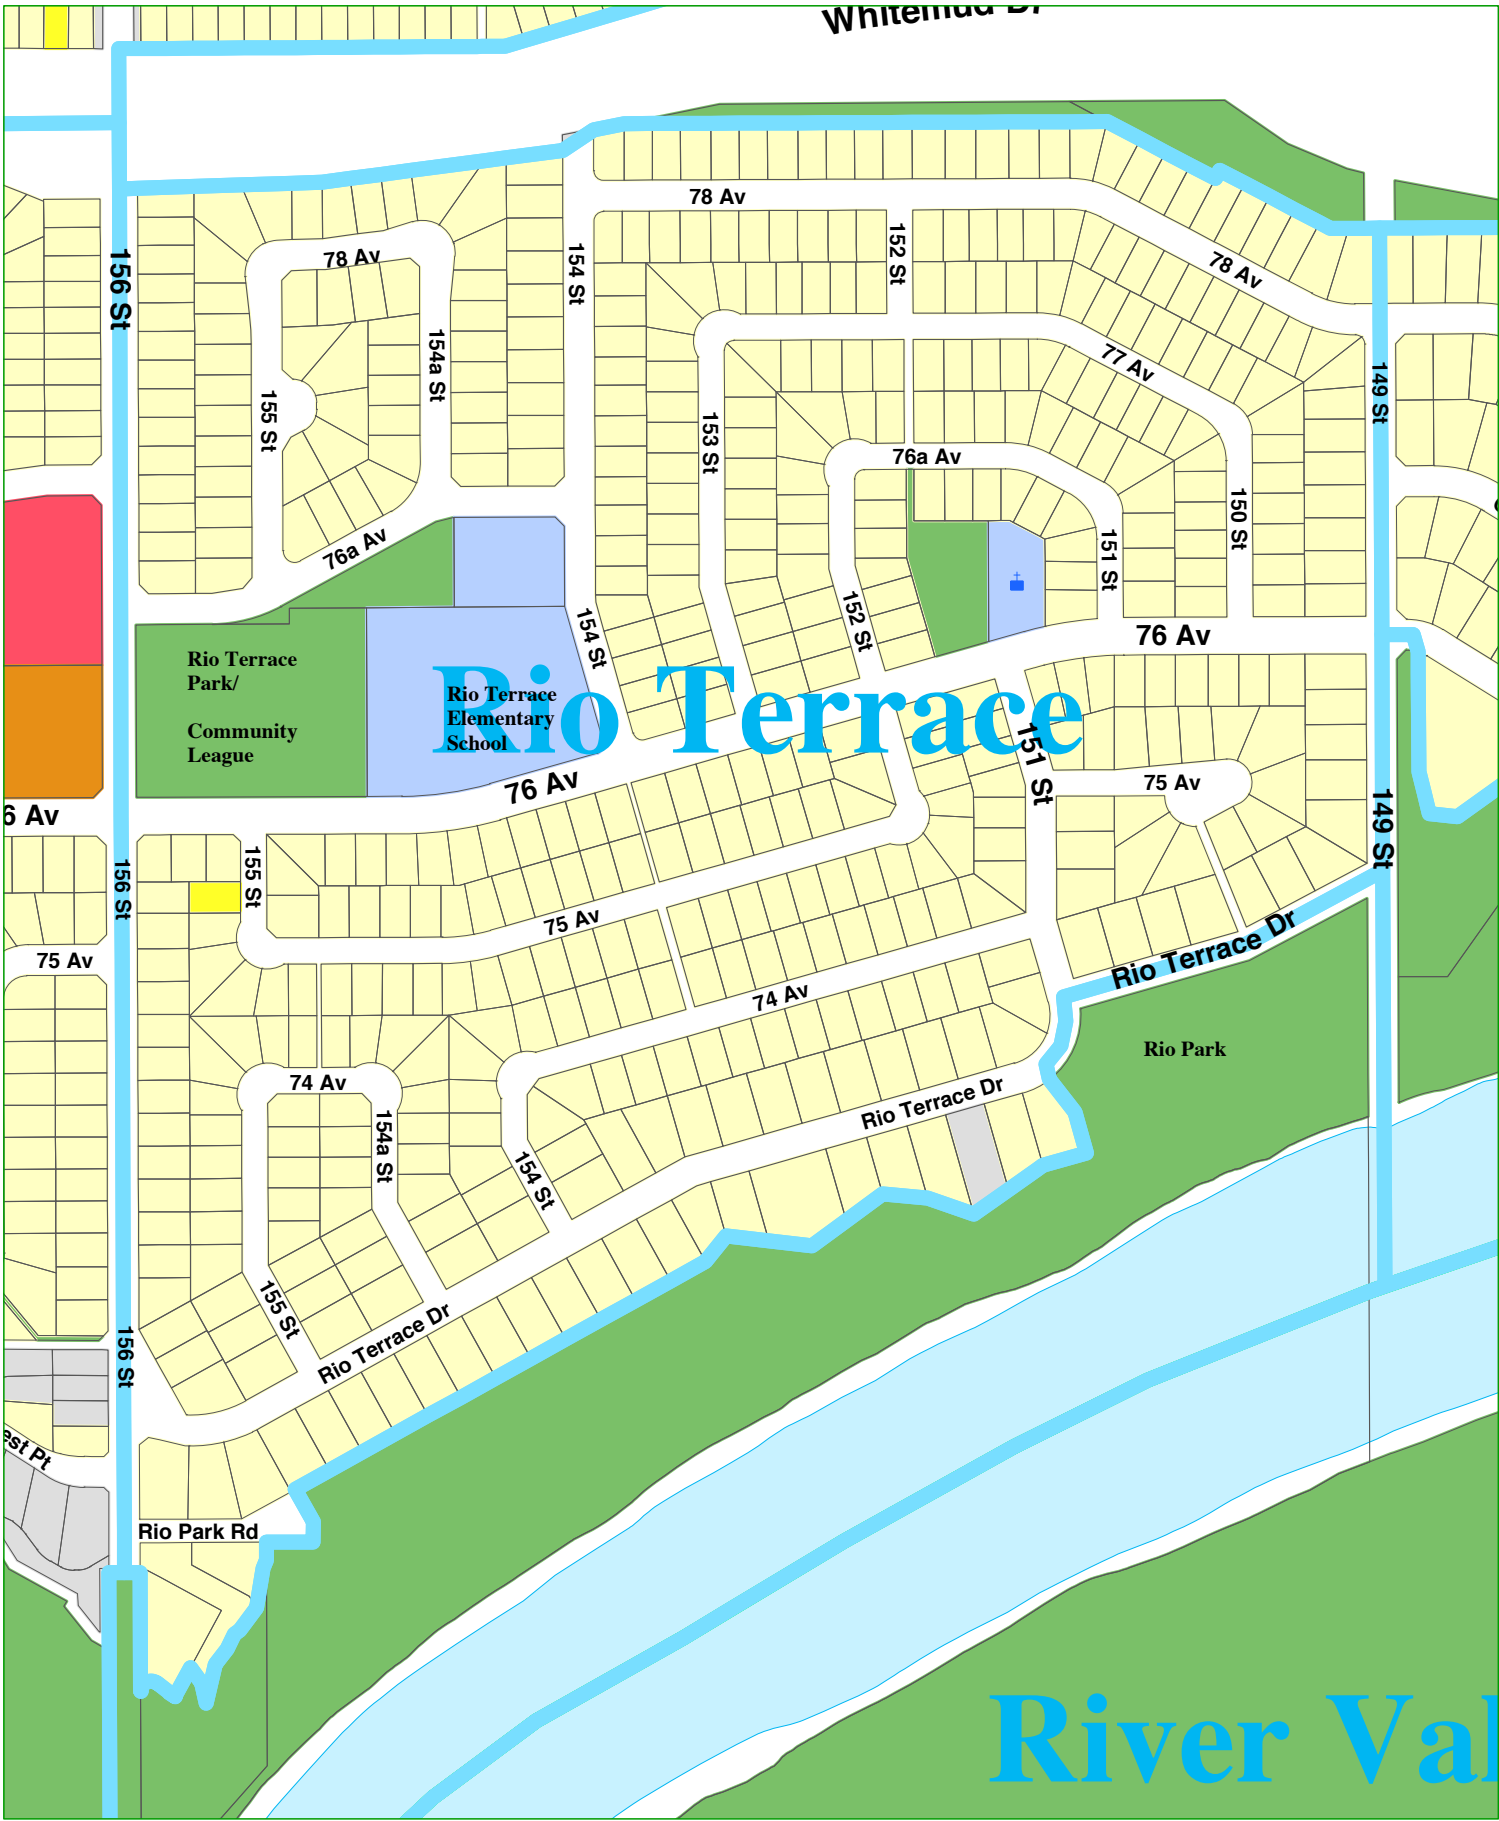 Whitemud Dr
78 Av
152 St
154 St
156 St
78 Av
78 Av
154a St
77 Av
149 St
155 St
153 St
76a Av
150 St
76a Av
151 St
152 St
154 St
76 Av
Rio Terrace
Park/
Community
League
Rio Terrace
Rio Terrace
Elementary
School
151 St
76 Av
75 Av
6 Av
149 St
155 St
156 St
75 Av
Rio Terrace Dr
75 Av
74 Av
Rio Park
74 Av
Rio Terrace Dr
154a St
154 St
155 St
Rio Terrace Dr
156 St
est Pt
Rio Park Rd
River Val